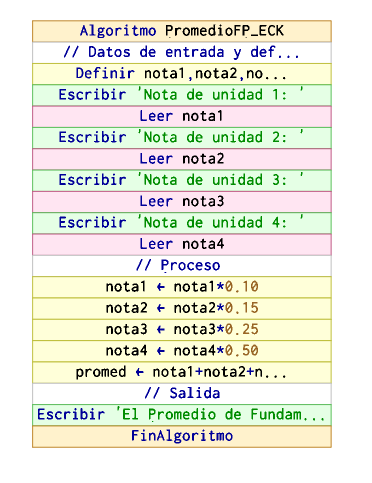 Algoritmo PromedioFP_ECK
// Datos de entrada y def...
Definir nota1,nota2,no...
Escribir 'Nota de unidad 1: '
Leer nota1
Escribir 'Nota de unidad 2: '
Leer nota2
Escribir 'Nota de unidad 3: '
Leer nota3
Escribir 'Nota de unidad 4: '
Leer nota4
// Proceso
nota1 ← nota1*0.10
nota2 ← nota2*0.15
nota3 ← nota3*0.25
nota4 ← nota4*0.50
promed ← nota1+nota2+n...
// Salida
Escribir 'El Promedio de Fundam...
FinAlgoritmo